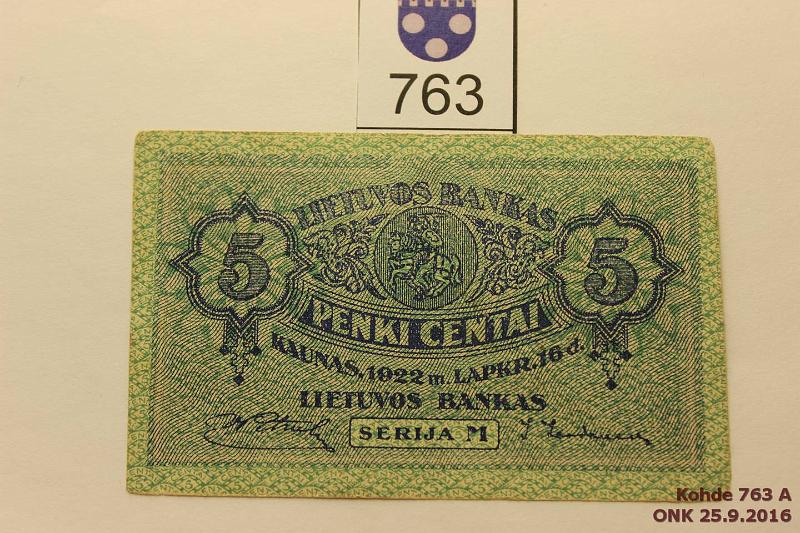 763
LIETUVOS BANKAS
5 5
PENKI CENTAI
KAUNAS, 1922 m. LAPKR. 16 d.
LIETUVOS BANKAS
SERIJA M
Kohde 763 A
ONK 25.9.2016